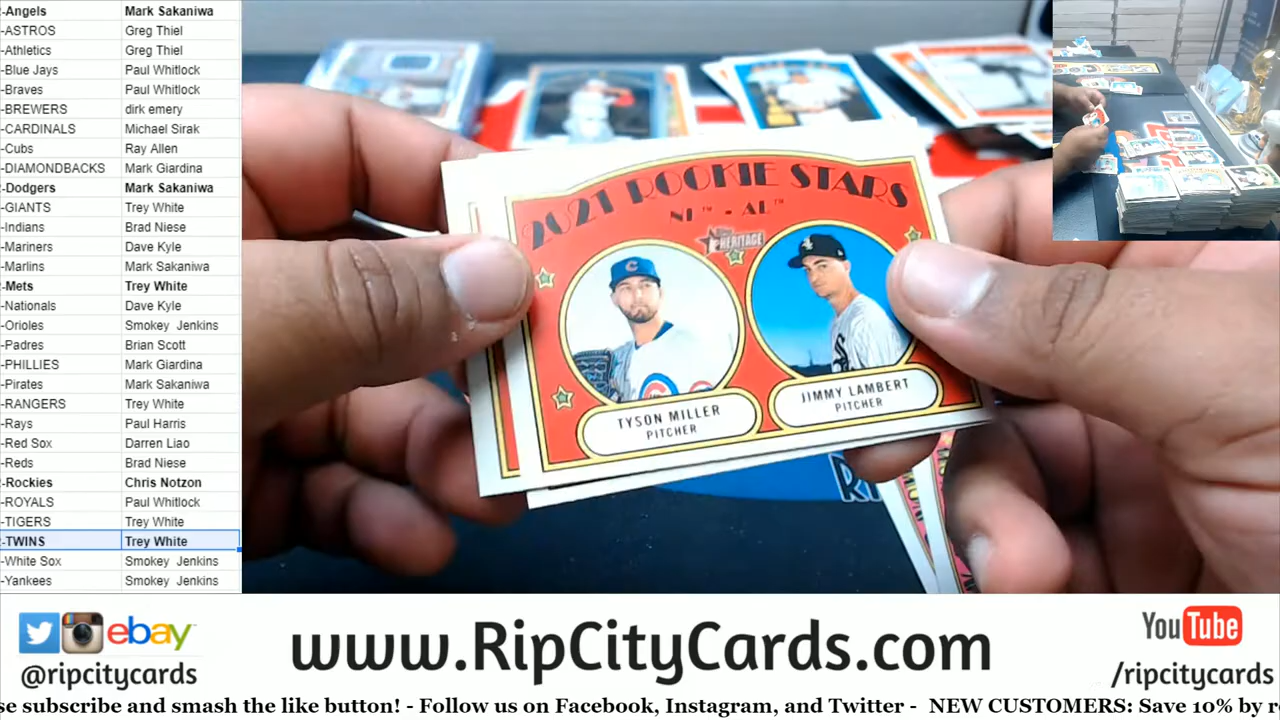 -Angels Mark Sakaniwa
-ASTROS Greg Thiel
-Athletics Greg Thiel
-Blue Jays Paul Whitlock
-Braves Paul Whitlock
-BREWERS dirk emery
-CARDINALS Michael Sirak
-Cubs Ray Allen
-DIAMONDBACKS Mark Giardina
-Dodgers Mark Sakaniwa
-GIANTS Trey White
-Indians Brad Niese
-Mariners Dave Kyle
-Marlins Mark Sakaniwa
-Mets Trey White
-Nationals Dave Kyle
-Orioles Smokey Jenkins
-Padres Brian Scott
-PHILLIES Mark Giardina
-Pirates Mark Sakaniwa
-RANGERS Trey White
-Rays Paul Harris
-Red Sox Darren Liao
-Reds Brad Niese
-Rockies Chris Notzon
-ROYALS Paul Whitlock
-TIGERS Trey White
-TWINS Trey White
-White Sox Smokey Jenkins
-Yankees Smokey Jenkins
2021 ROOKIE STARS
NL™ - AL™
HERITAGE
TYSON MILLER
PITCHER
JIMMY LAMBERT
PITCHER
ebay
@ripcitycards
www.RipCityCards.com
YouTube
/ripcitycards
se subscribe and smash the like button! - Follow us on Facebook, Instagram, and Twitter - NEW CUSTOMERS: Save 10% by r